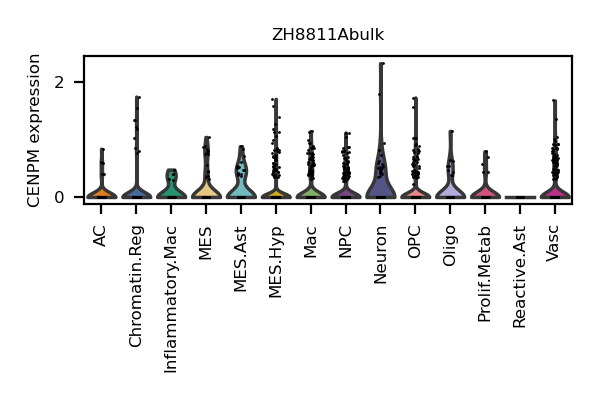 ZH8811Abulk
CENPM expression
2
0
AC
Chromatin.Reg
Inflammatory.Mac
MES
MES.Ast
MES.Hyp
Mac
NPC
Neuron
OPC
Oligo
Prolif.Metab
Reactive.Ast
Vasc